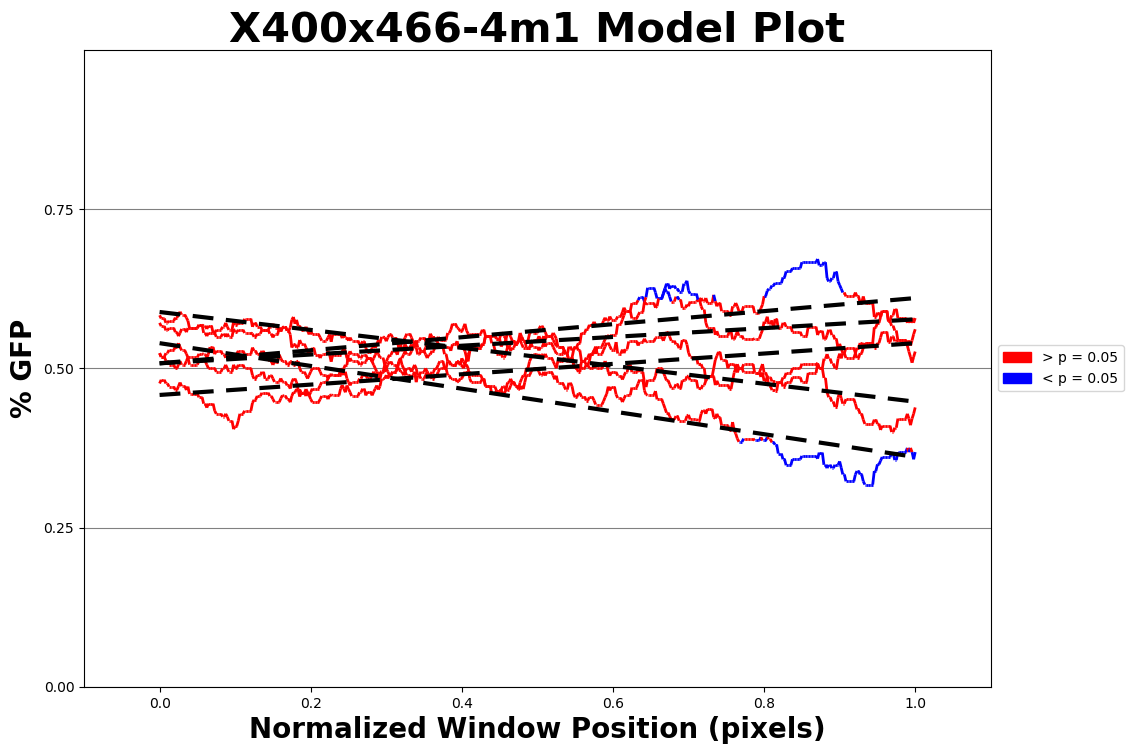 X400x466-4m1 Model Plot
% GFP
0.75
0.50
0.25
0.00
> p = 0.05
< p = 0.05
0.0 0.2 0.4 0.6 0.8 1.0
Normalized Window Position (pixels)